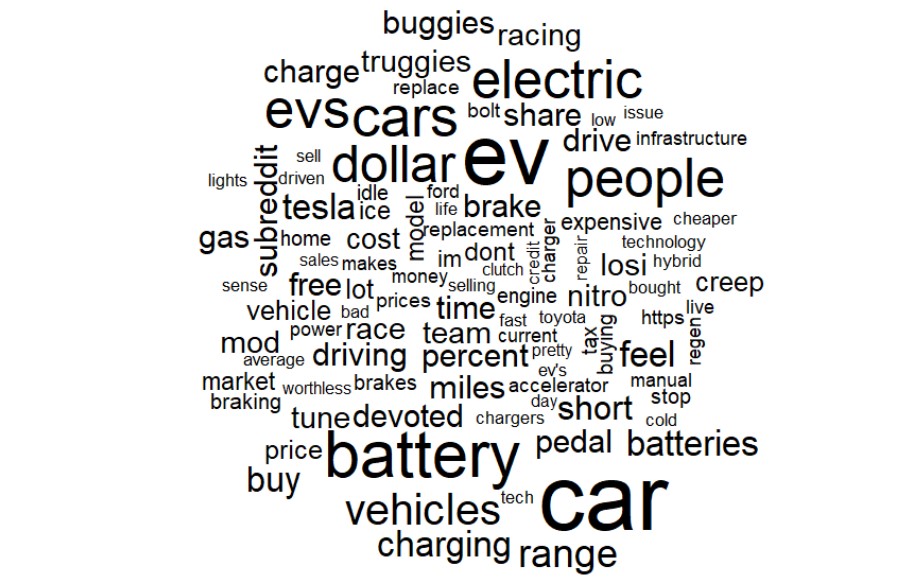 buggies racing
charge truggies
replace electric
evs cars bolt share low issue
dollar ev drive infrastructure
sell people
lights driven
subreddit idle ford
tesla ice model life brake
replacement expensive cheaper
gas home cost im dont credit charger repair technology
sales makes clutch losi hybrid
sense free lot money selling nitro bought creep
vehicle bad prices time engine live
power race fast toyota https
mod team current tax buying regen
average driving percent pretty feel
ev's
market worthless brakes miles accelerator manual
braking day stop
tune devoted chargers short cold
price battery pedal batteries
buy
vehicles tech car
charging range